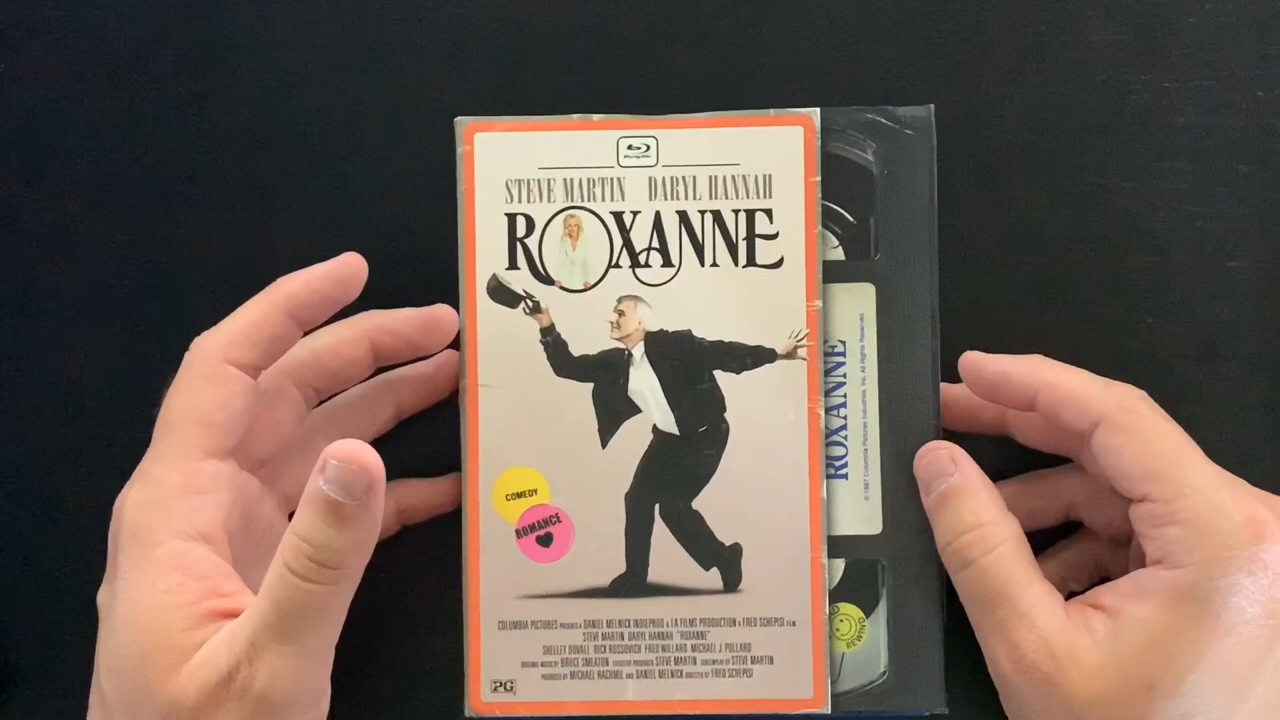 Blu-ray Disc
STEVE MARTIN DARYL HANNAH
ROXANNE
COMEDY
ROMANCE
COLUMBIA PICTURES PRESENTS A DANIEL MELNICK INDIEPROD & LA FILMS PRODUCTION A FRED SCHEPISI FILM
STEVE MARTIN DARYL HANNAH "ROXANNE"
SHELLEY DUVALL RICK ROSSOVICH FRED WILLARD MICHAEL J. POLLARD
ORIGINAL MUSIC BY BRUCE SMEATON EXECUTIVE PRODUCER STEVE MARTIN SCREENPLAY BY STEVE MARTIN
PRODUCED BY MICHAEL RACHMIL AND DANIEL MELNICK DIRECTED BY FRED SCHEPISI
PG
ROXANNE
© 1987 Columbia Pictures Industries, Inc. All Rights Reserved.
REWIND